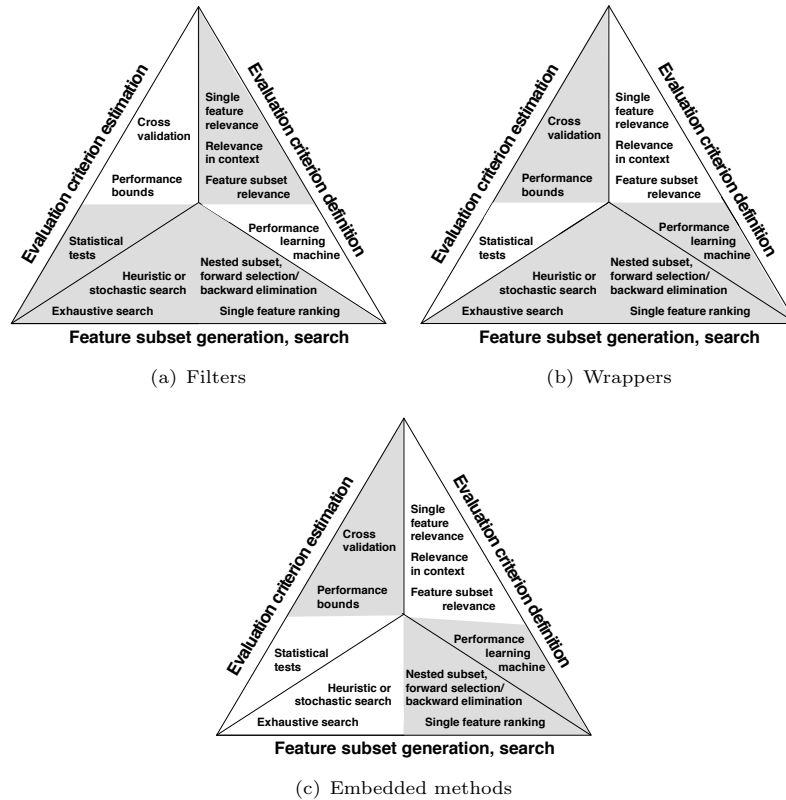 Evaluation criterion estimation
Evaluation criterion definition
Cross
validation
Performance
bounds
Single
feature
relevance
Relevance
in context
Feature subset
relevance
Statistical
tests
Performance
learning
machine
Heuristic or
stochastic search
Nested subset,
forward selection/
backward elimination
Exhaustive search
Single feature ranking
Feature subset generation, search
(a) Filters
Evaluation criterion estimation
Evaluation criterion definition
Cross
validation
Performance
bounds
Single
feature
relevance
Relevance
in context
Feature subset
relevance
Statistical
tests
Performance
learning
machine
Heuristic or
stochastic search
Nested subset,
forward selection/
backward elimination
Exhaustive search
Single feature ranking
Feature subset generation, search
(b) Wrappers
Evaluation criterion estimation
Evaluation criterion definition
Cross
validation
Performance
bounds
Single
feature
relevance
Relevance
in context
Feature subset
relevance
Statistical
tests
Performance
learning
machine
Heuristic or
stochastic search
Nested subset,
forward selection/
backward elimination
Exhaustive search
Single feature ranking
Feature subset generation, search
(c) Embedded methods